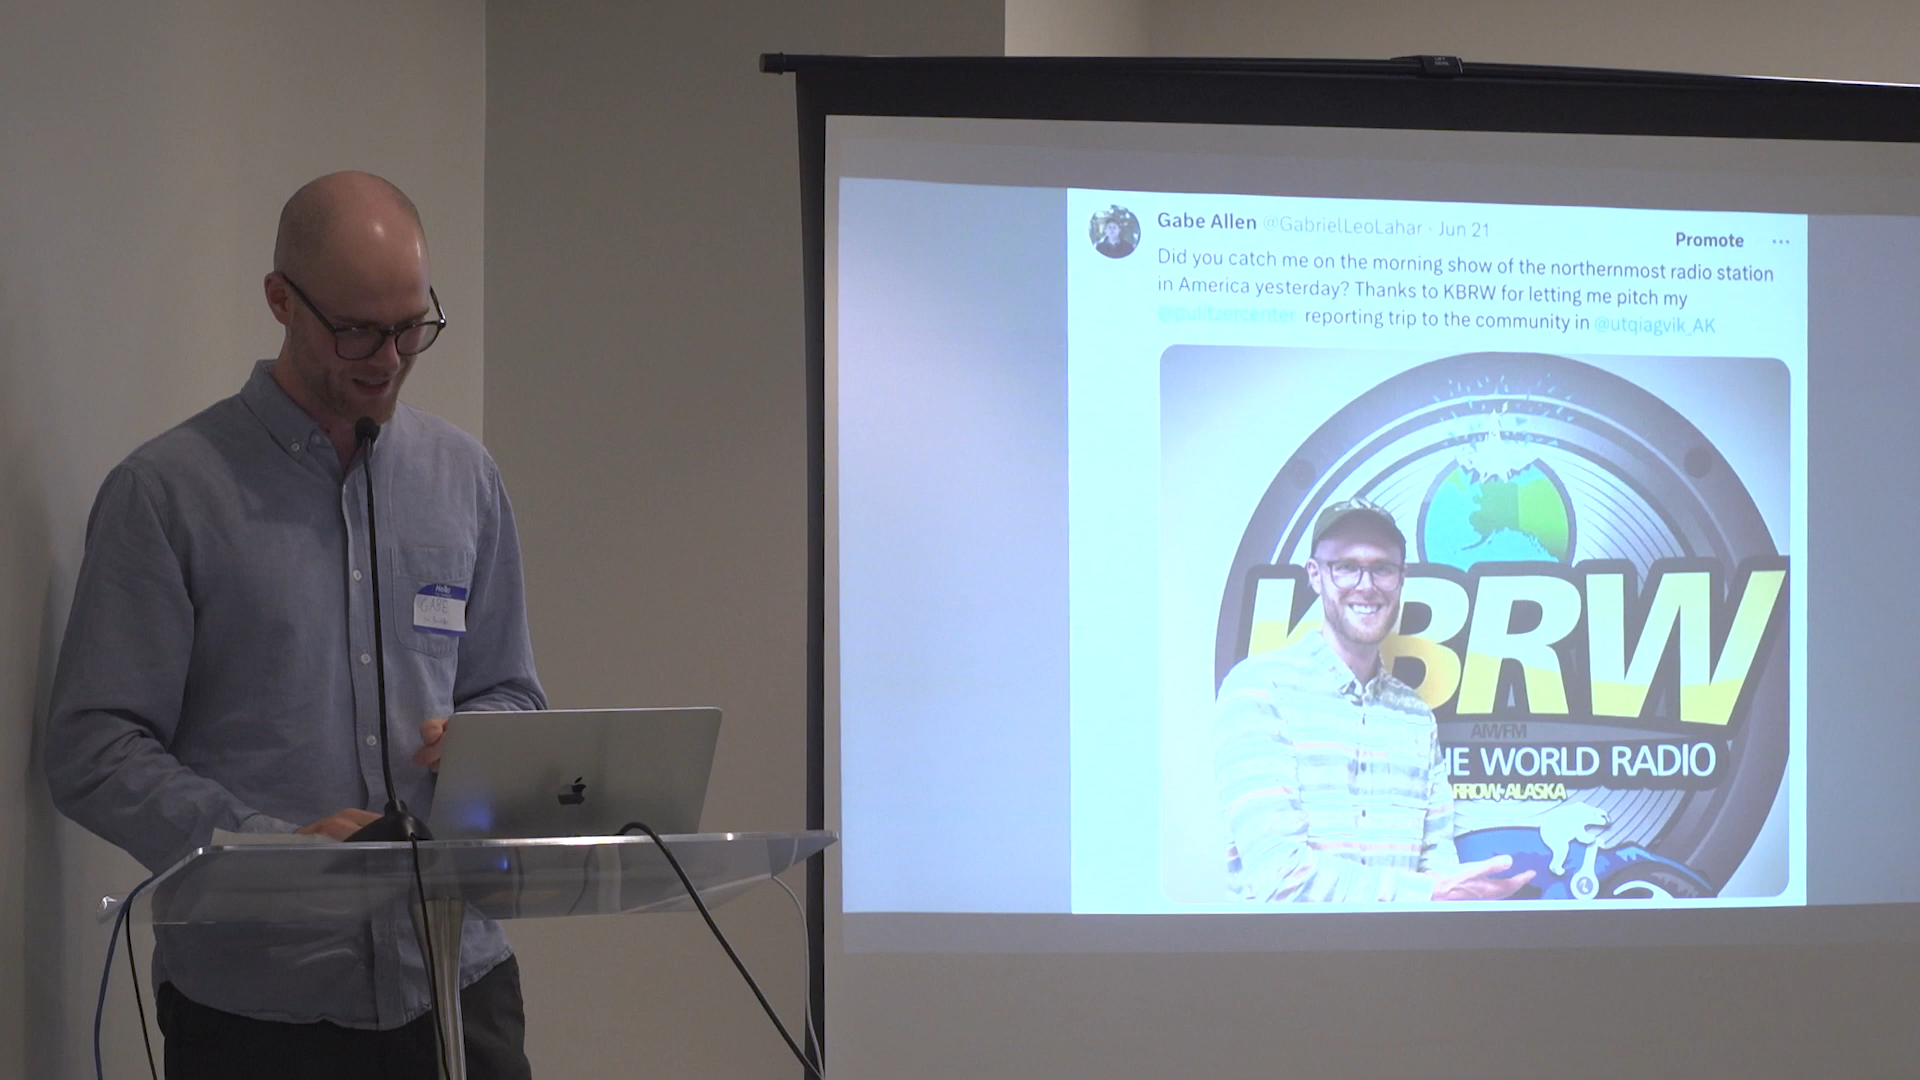 Gabe Allen @GabrielLeoLahar · Jun 21
Promote ...
Did you catch me on the morning show of the northernmost radio station
in America yesterday? Thanks to KBRW for letting me pitch my
@pulitzercenter reporting trip to the community in @utqiagvik_AK
KBRW
AM/FM
HE WORLD RADIO
RROW, ALASKA
Hello
GABE